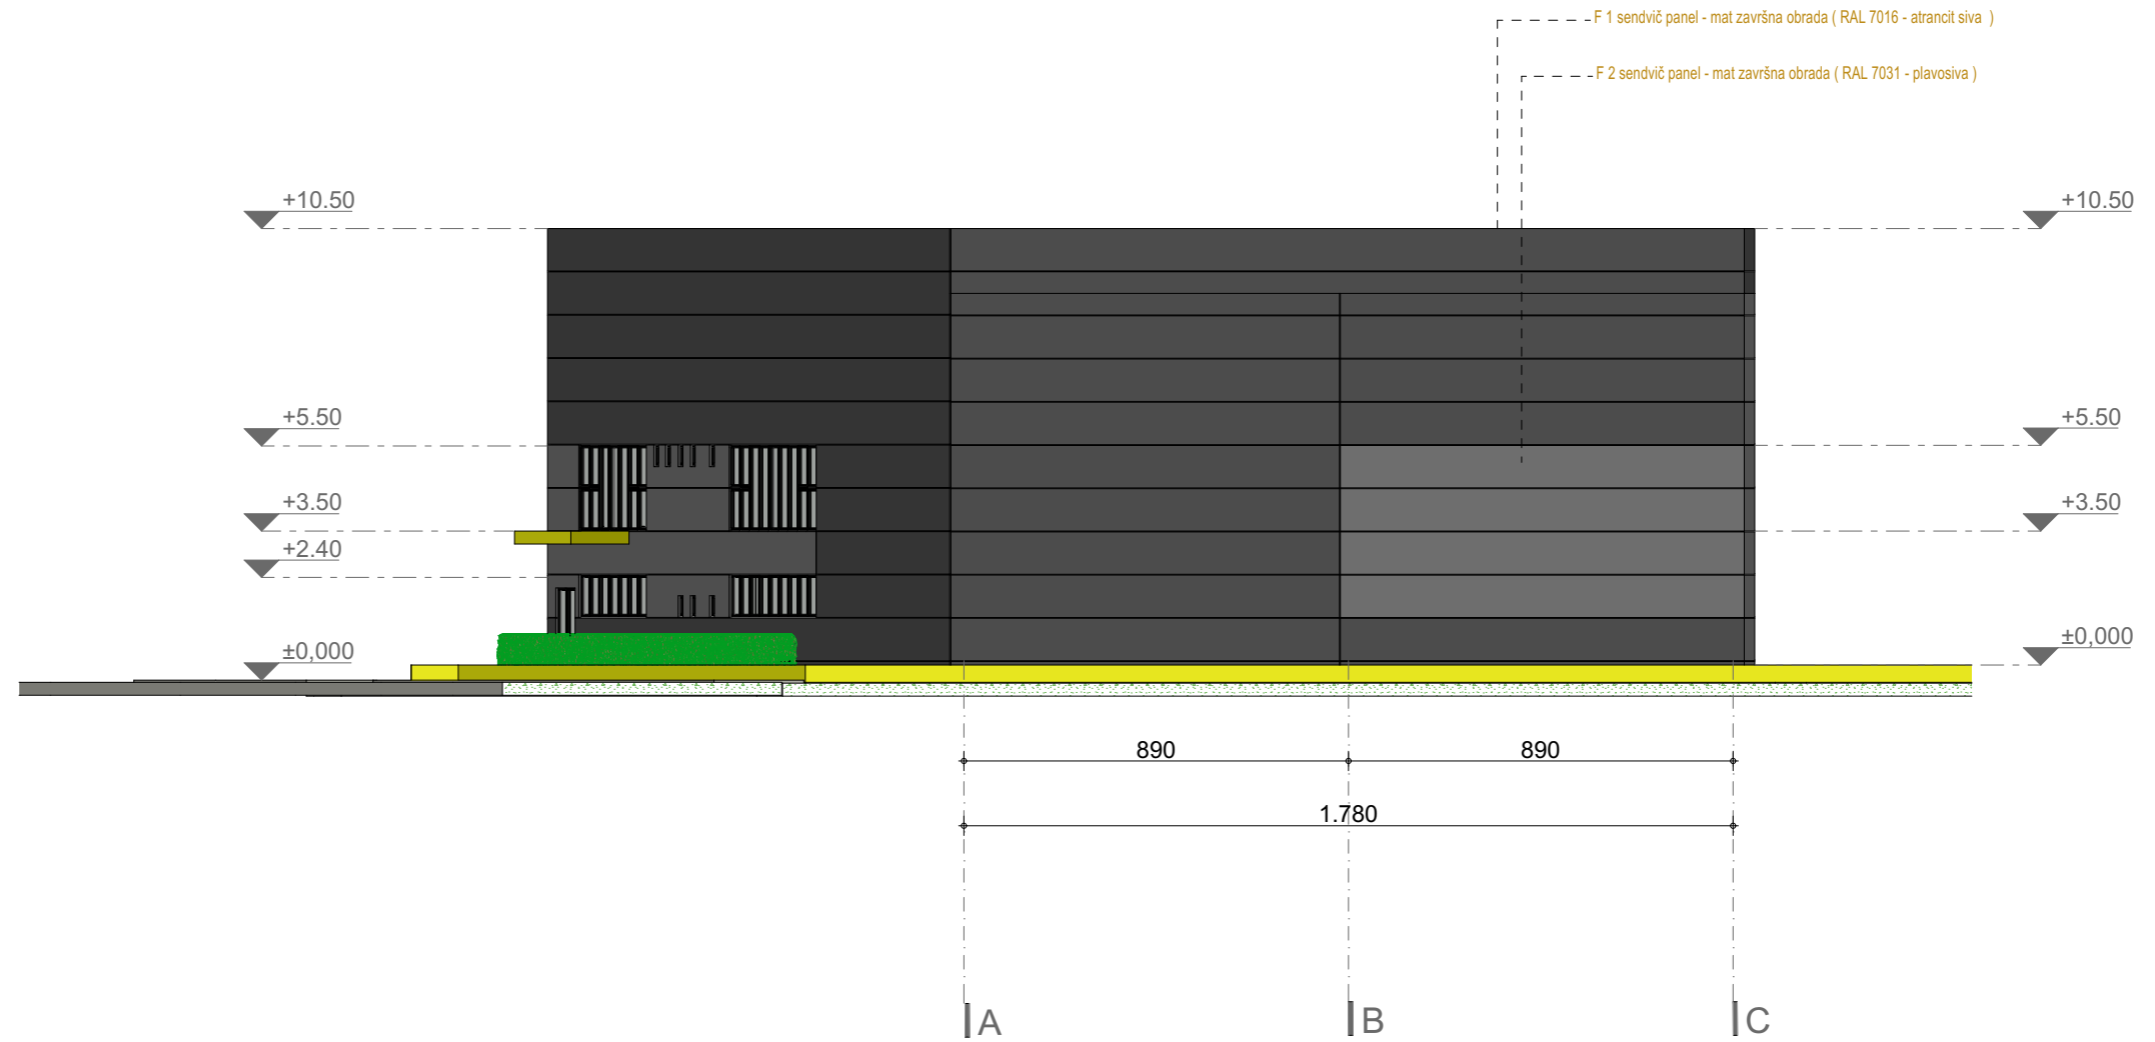 F 1 sendvič panel - mat završna obrada ( RAL 7016 - atrancit siva )
F 2 sendvič panel - mat završna obrada ( RAL 7031 - plavosiva )
+10.50
+10.50
+5.50
+5.50
+3.50
+3.50
+2.40
±0,000
±0,000
890
890
1.780
A
B
C